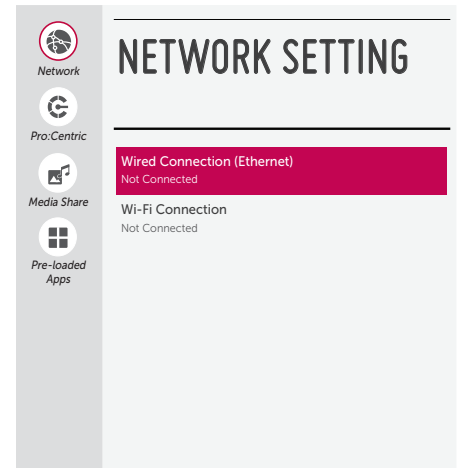 Network
Pro:Centric
Media Share
Pre-loaded
Apps
NETWORK SETTING
Wired Connection (Ethernet)
Not Connected
Wi-Fi Connection
Not Connected